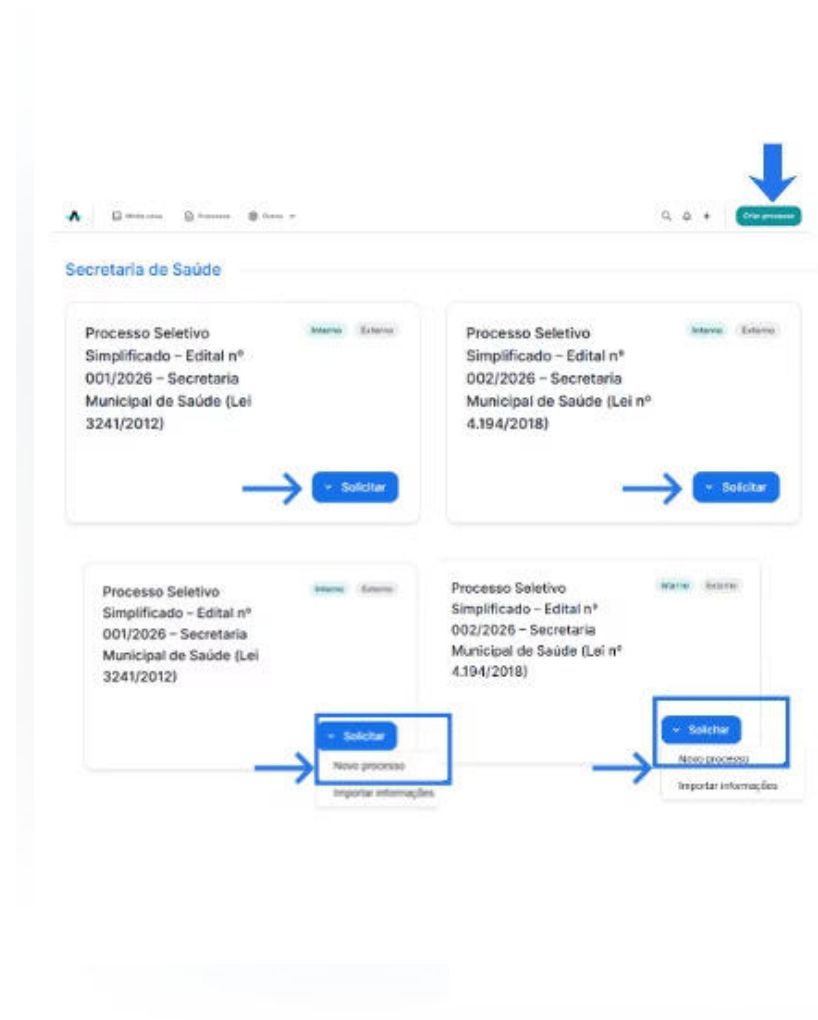 Minha caixa
Processos
Outros
Criar processo
Secretaria de Saúde
Processo Seletivo
Simplificado – Edital nº
001/2026 – Secretaria
Municipal de Saúde (Lei
3241/2012)
Interno
Externo
Solicitar
Processo Seletivo
Simplificado – Edital nº
002/2026 – Secretaria
Municipal de Saúde (Lei nº
4.194/2018)
Interno
Externo
Solicitar
Processo Seletivo
Simplificado – Edital nº
001/2026 – Secretaria
Municipal de Saúde (Lei
3241/2012)
Interno
Externo
Solicitar
Novo processo
Importar informações
Processo Seletivo
Simplificado – Edital nº
002/2026 – Secretaria
Municipal de Saúde (Lei nº
4.194/2018)
Interno
Externo
Solicitar
Novo processo
Importar informações